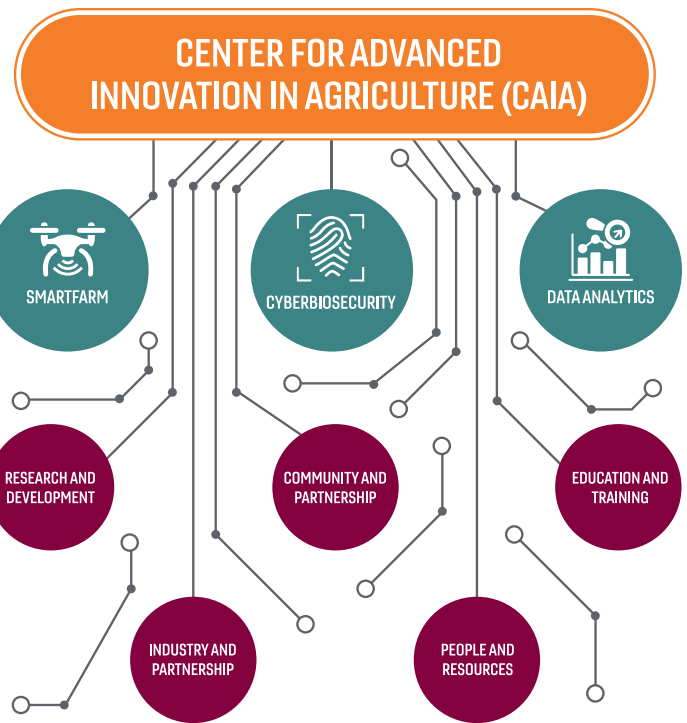 CENTER FOR ADVANCED
INNOVATION IN AGRICULTURE (CAIA)
SMARTFARM
CYBERBIOSECURITY
DATA ANALYTICS
RESEARCH AND
DEVELOPMENT
COMMUNITY AND
PARTNERSHIP
EDUCATION AND
TRAINING
INDUSTRY AND
PARTNERSHIP
PEOPLE AND
RESOURCES